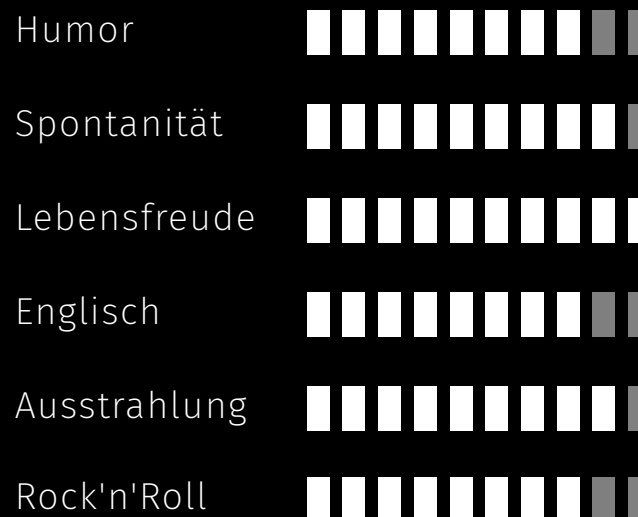 Humor
Spontanität
Lebensfreude
Englisch
Ausstrahlung
Rock'n'Roll